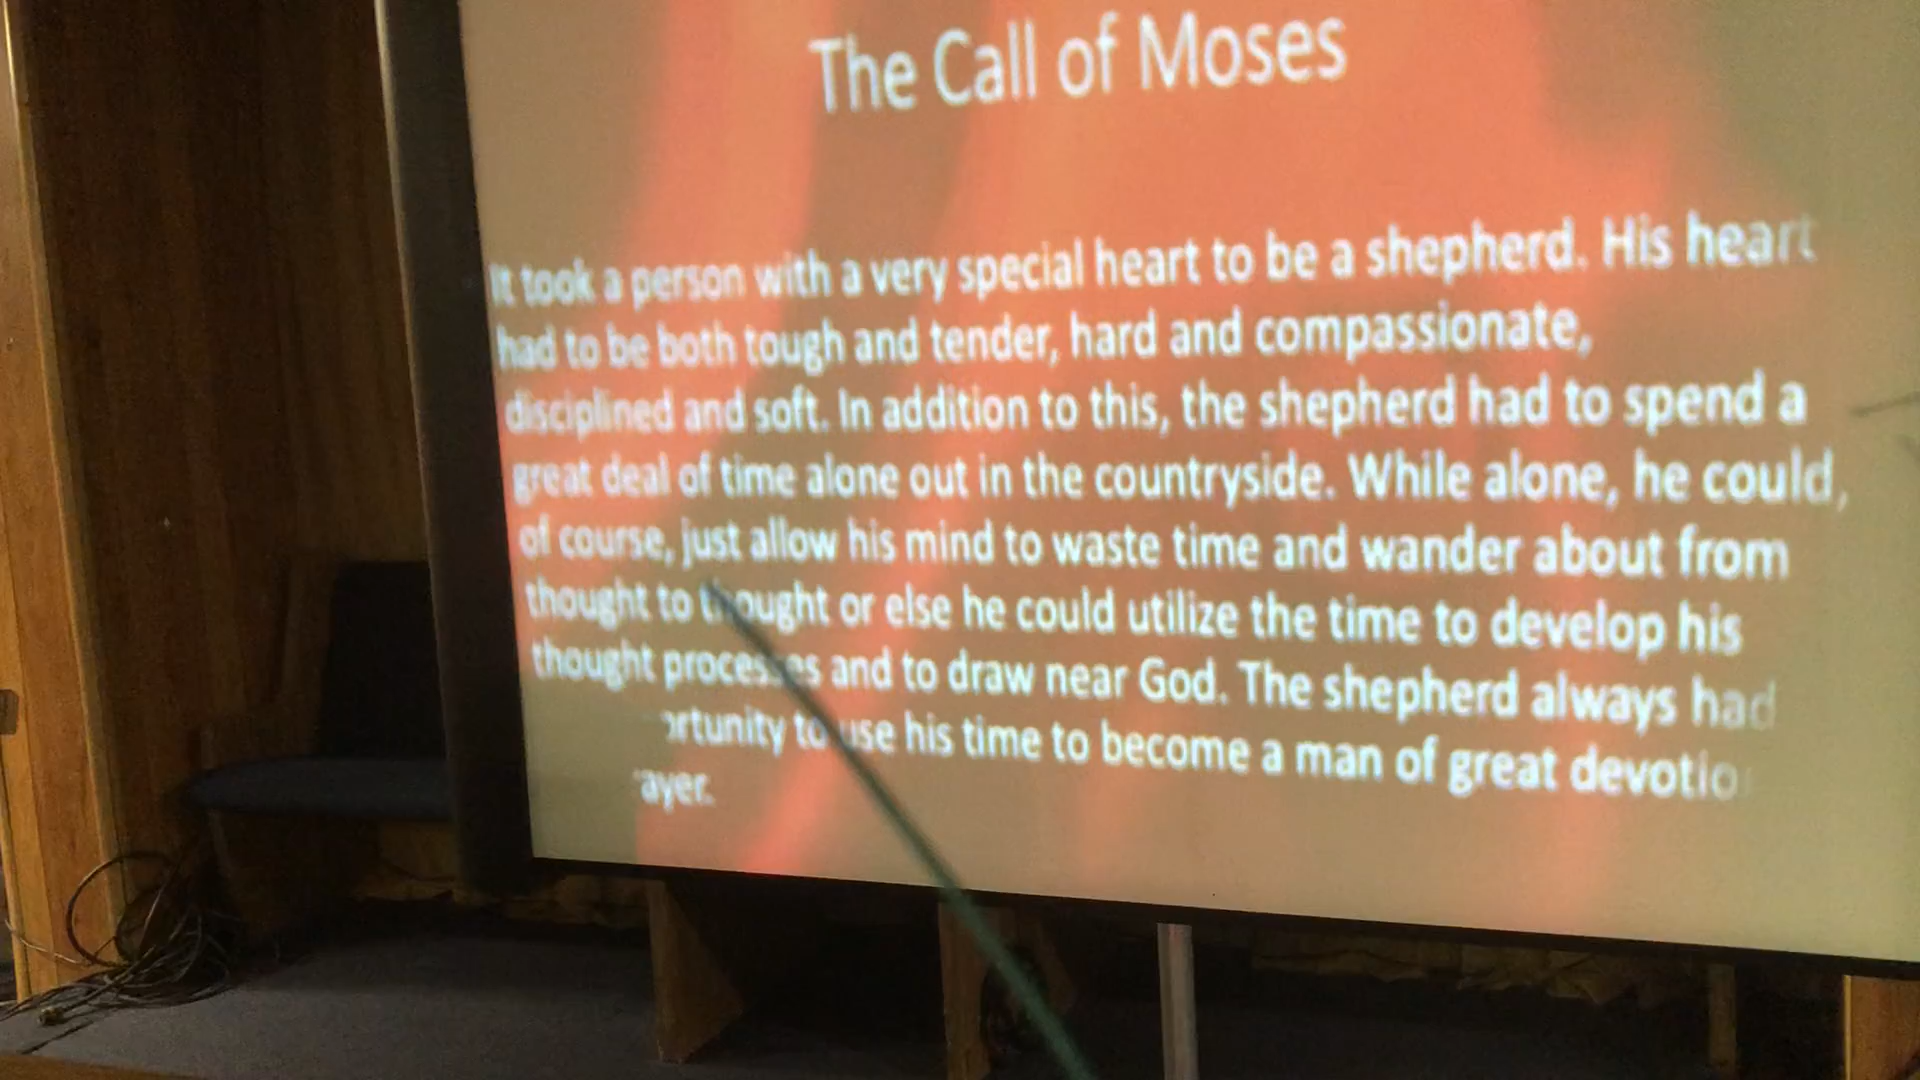 The Call of Moses
It took a person with a very special heart to be a shepherd. His heart
had to be both tough and tender, hard and compassionate,
disciplined and soft. In addition to this, the shepherd had to spend a
great deal of time alone out in the countryside. While alone, he could,
of course, just allow his mind to waste time and wander about from
thought to thought or else he could utilize the time to develop his
thought processes and to draw near God. The shepherd always had
to use his time to become a man of great